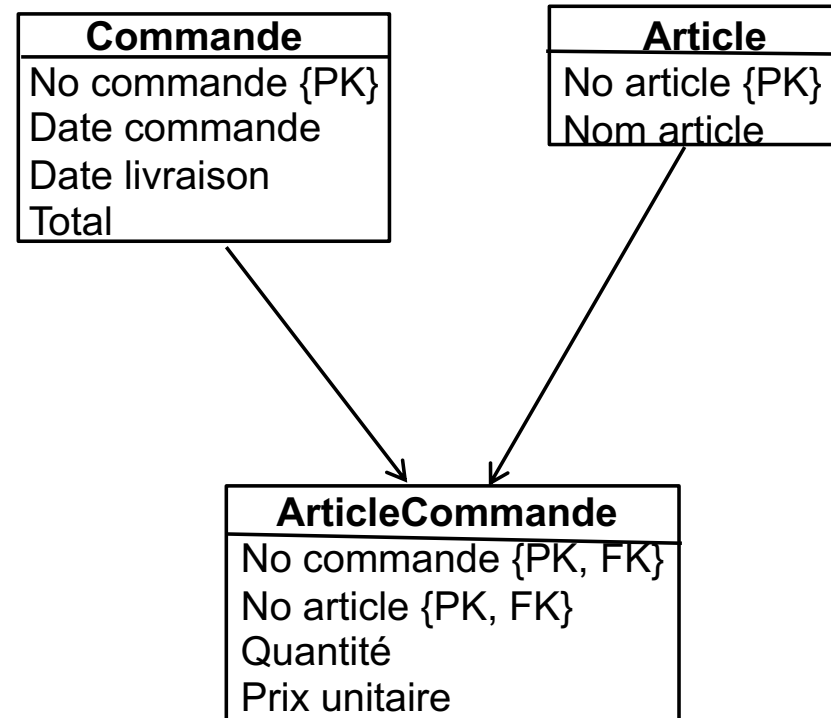 Commande
No commande {PK}
Date commande
Date livraison
Total
Article
No article {PK}
Nom article
ArticleCommande
No commande {PK, FK}
No article {PK, FK}
Quantité
Prix unitaire